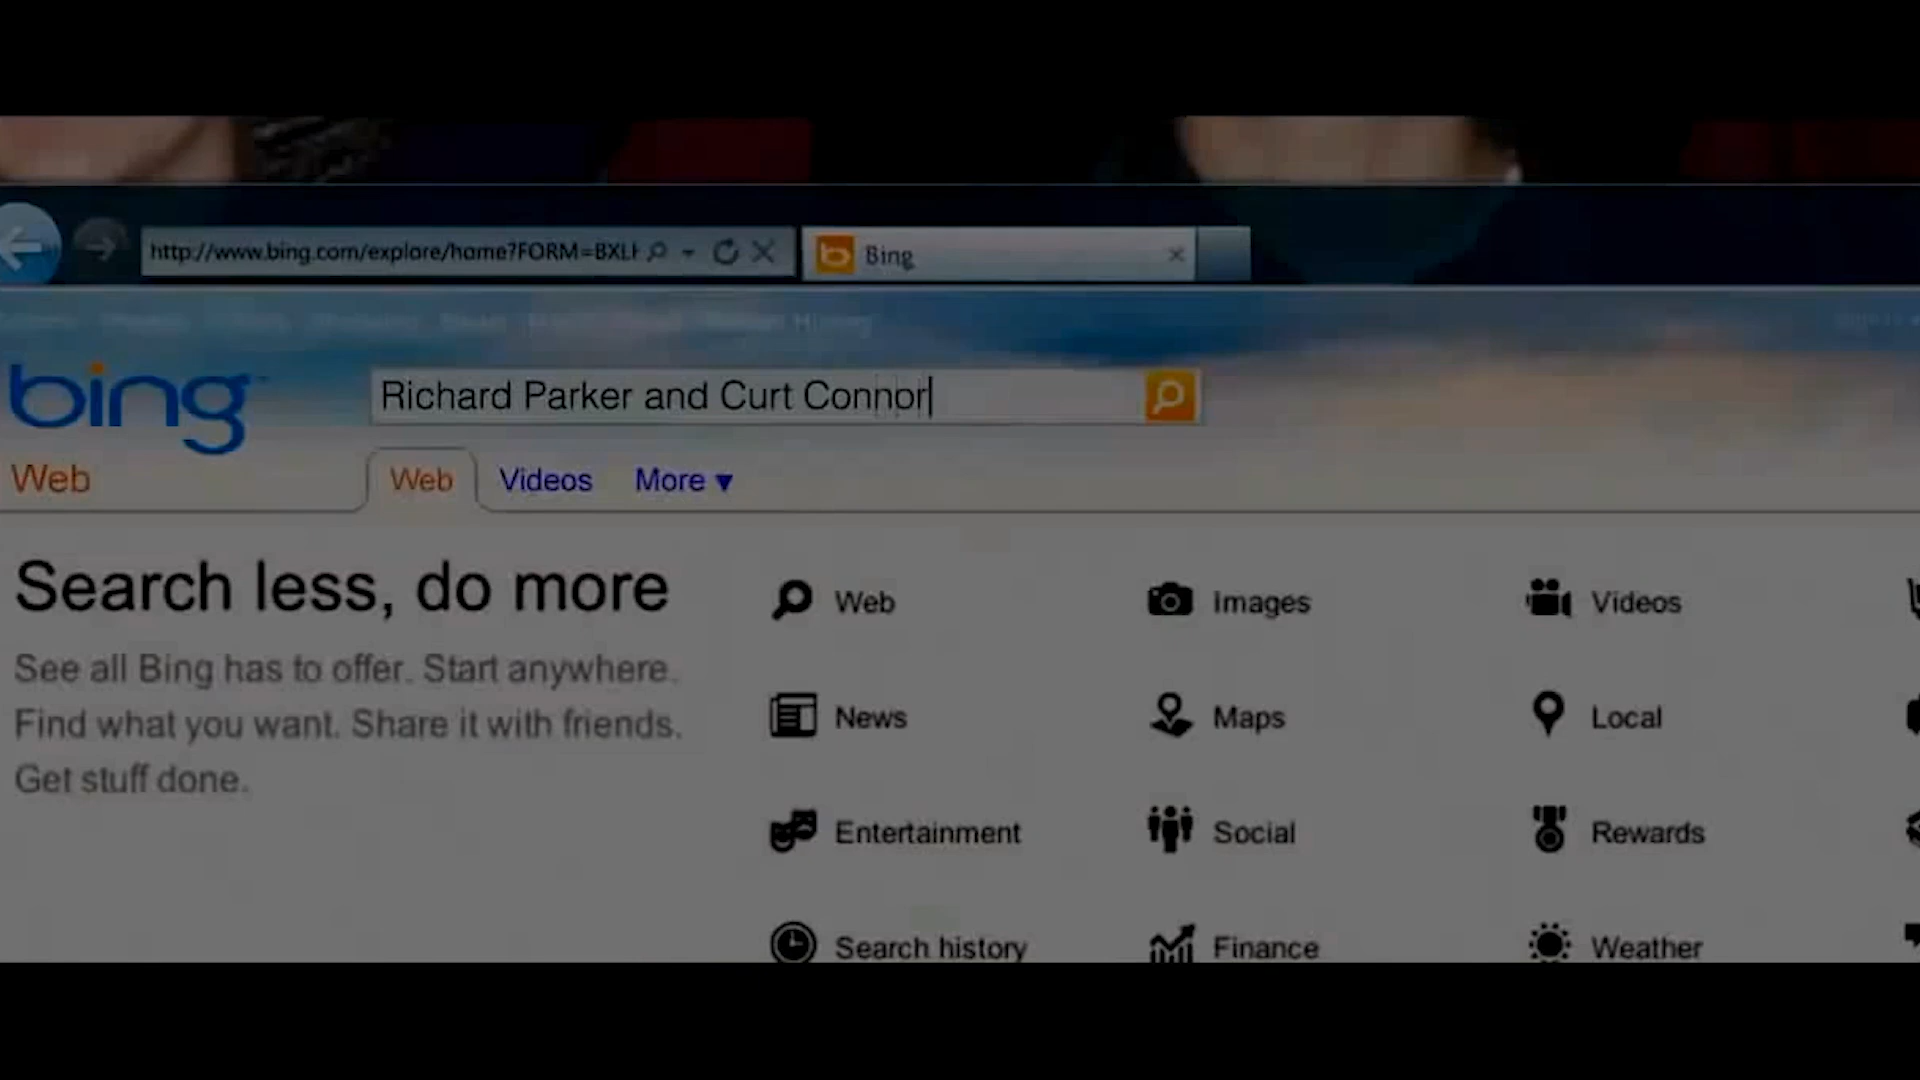 http://www.bing.com/explore/home?FORM=BXLH
Bing
bing
Richard Parker and Curt Connor
Web
Web Videos More ▼
Search less, do more
See all Bing has to offer. Start anywhere.
Find what you want. Share it with friends.
Get stuff done.
Web Images Videos
News Maps Local
Entertainment Social Rewards
Search history Finance Weather